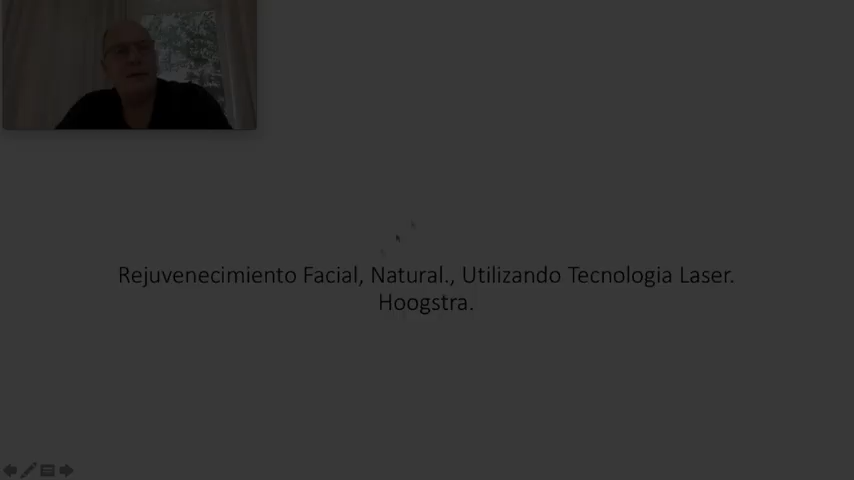 Rejuvenecimiento Facial, Natural., Utilizando Tecnologia Laser.
Hoogstra.